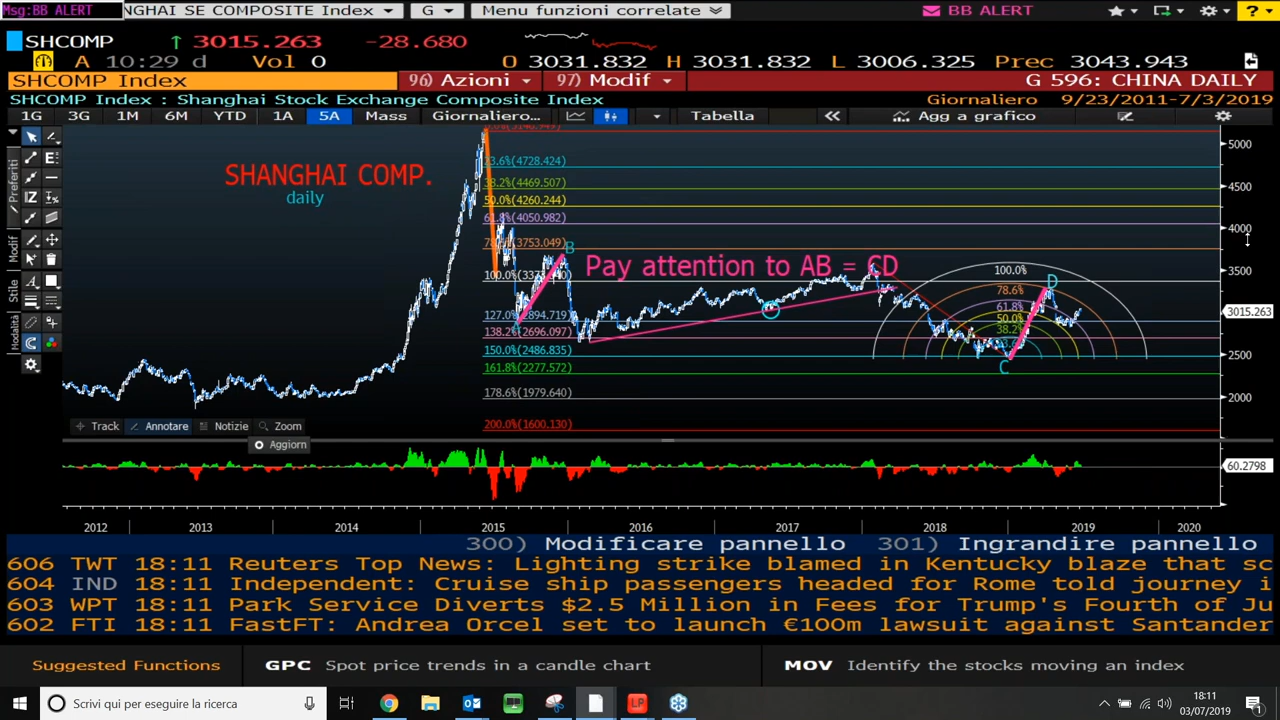 Msg:BB ALERT NGHAI SE COMPOSITE Index G Menu funzioni correlate BB ALERT ?
SHCOMP ↑ 3015.263 -28.680
A 10:29 d Vol 0 O 3031.832 H 3031.832 L 3006.325 Prec 3043.943
SHCOMP Index 96) Azioni 97) Modif G 596: CHINA DAILY
SHCOMP Index : Shanghai Stock Exchange Composite Index Giornaliero 9/23/2011-7/3/2019
1G 3G 1M 6M YTD 1A 5A Mass Giornaliero... Tabella « Agg a grafico
Preferiti
Modif
Stile
Modalità
SHANGHAI COMP.
daily
23.6%(4728.424)
38.2%(4469.507)
50.0%(4260.244)
61.8%(4050.982)
78.6%(3753.049)
B
Pay attention to AB = CD
100.0%
78.6%
61.8%
50.0%
38.2%
D
C
127.0%(2894.719)
138.2%(2696.097)
150.0%(2486.835)
161.8%(2277.572)
178.6%(1979.640)
200.0%(1600.130)
5000
4500
4000
3500
3015.263
2500
2000
Track Annotare Notizie Zoom
Aggiorn
60.2798
2012 2013 2014 2015 2016 2017 2018 2019 2020
300) Modificare pannello 301) Ingrandire pannello
606 TWT 18:11 Reuters Top News: Lighting strike blamed in Kentucky blaze that sc
604 IND 18:11 Independent: Cruise ship passengers headed for Rome told journey i
603 WPT 18:11 Park Service Diverts $2.5 Million in Fees for Trump's Fourth of Ju
602 FTI 18:11 FastFT: Andrea Orcel set to launch €100m lawsuit against Santander
Suggested Functions GPC Spot price trends in a candle chart MOV Identify the stocks moving an index
Scrivi qui per eseguire la ricerca
18:11
03/07/2019